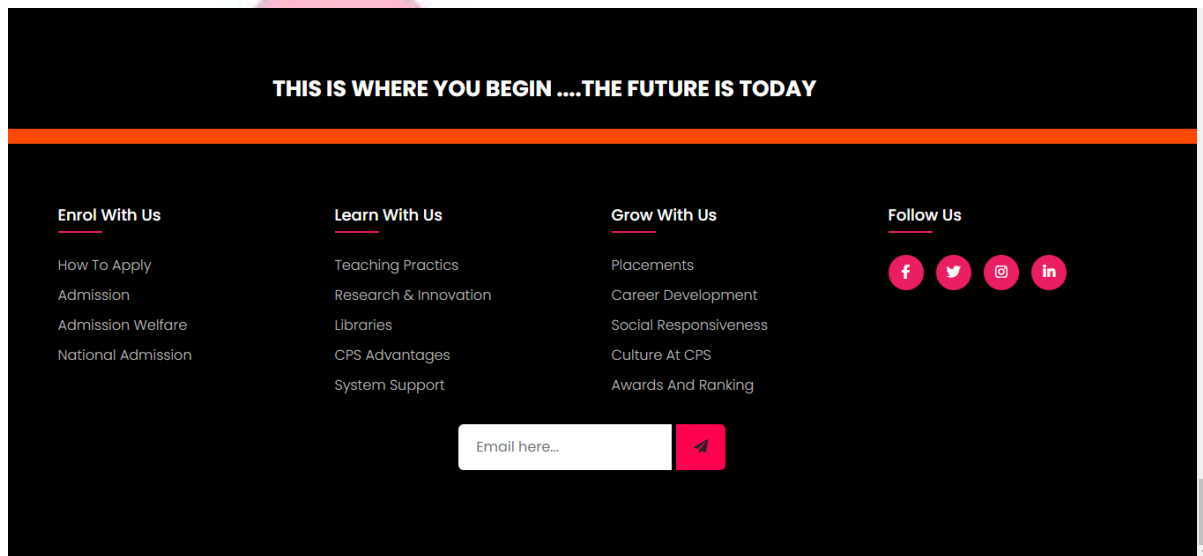 THIS IS WHERE YOU BEGIN ....THE FUTURE IS TODAY
Enrol With Us
How To Apply
Admission
Admission Welfare
National Admission
Learn With Us
Teaching Practics
Research & Innovation
Libraries
CPS Advantages
System Support
Grow With Us
Placements
Career Development
Social Responsiveness
Culture At CPS
Awards And Ranking
Follow Us
Email here...